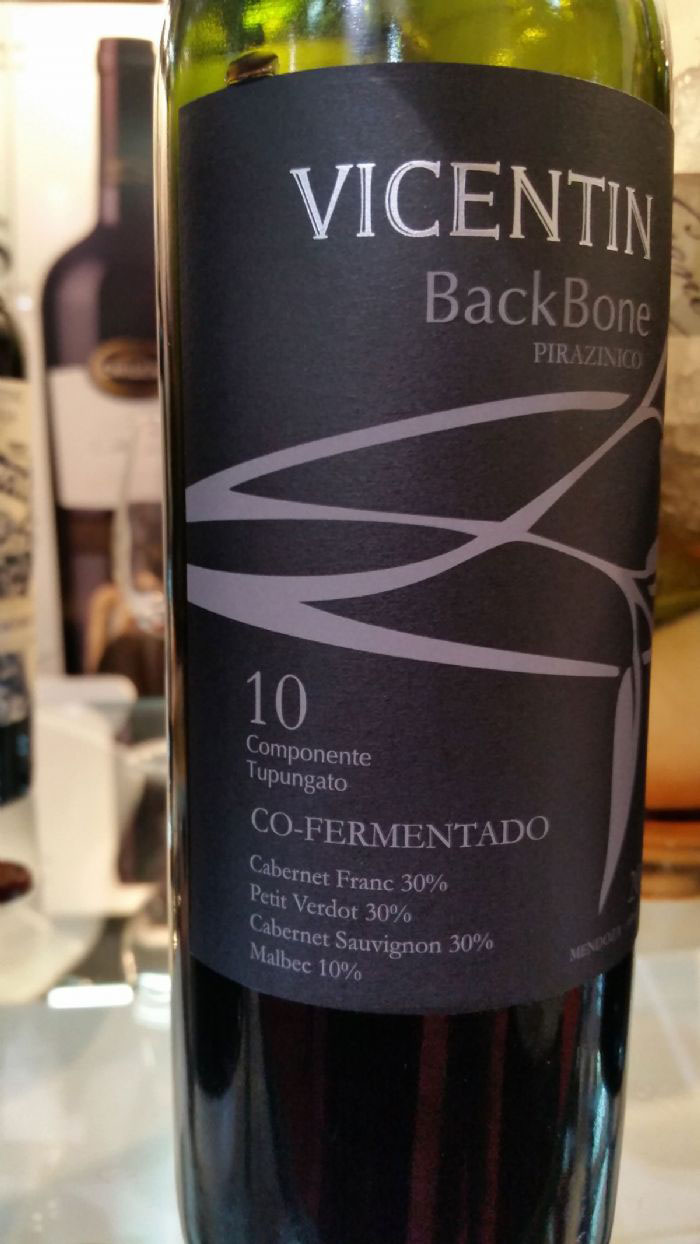 VICENTIN
BackBone
PIRAZINICO
10
Componente
Tupungato
CO-FERMENTADO
Cabernet Franc 30%
Petit Verdot 30%
Cabernet Sauvignon 30%
Malbec 10%
MENDOZA